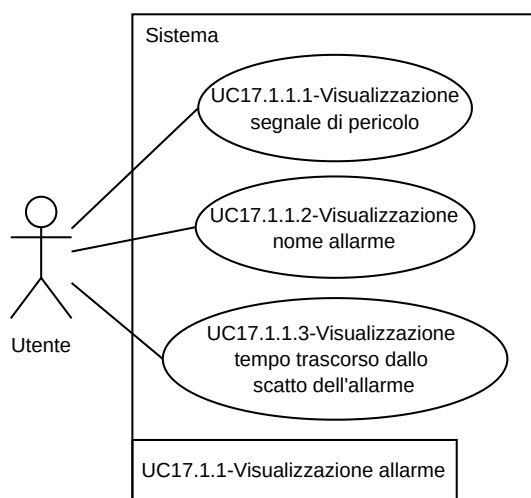 Sistema
UC17.1.1.1-Visualizzazione
segnale di pericolo
UC17.1.1.2-Visualizzazione
nome allarme
UC17.1.1.3-Visualizzazione
tempo trascorso dallo
scatto dell'allarme
Utente
UC17.1.1-Visualizzazione allarme